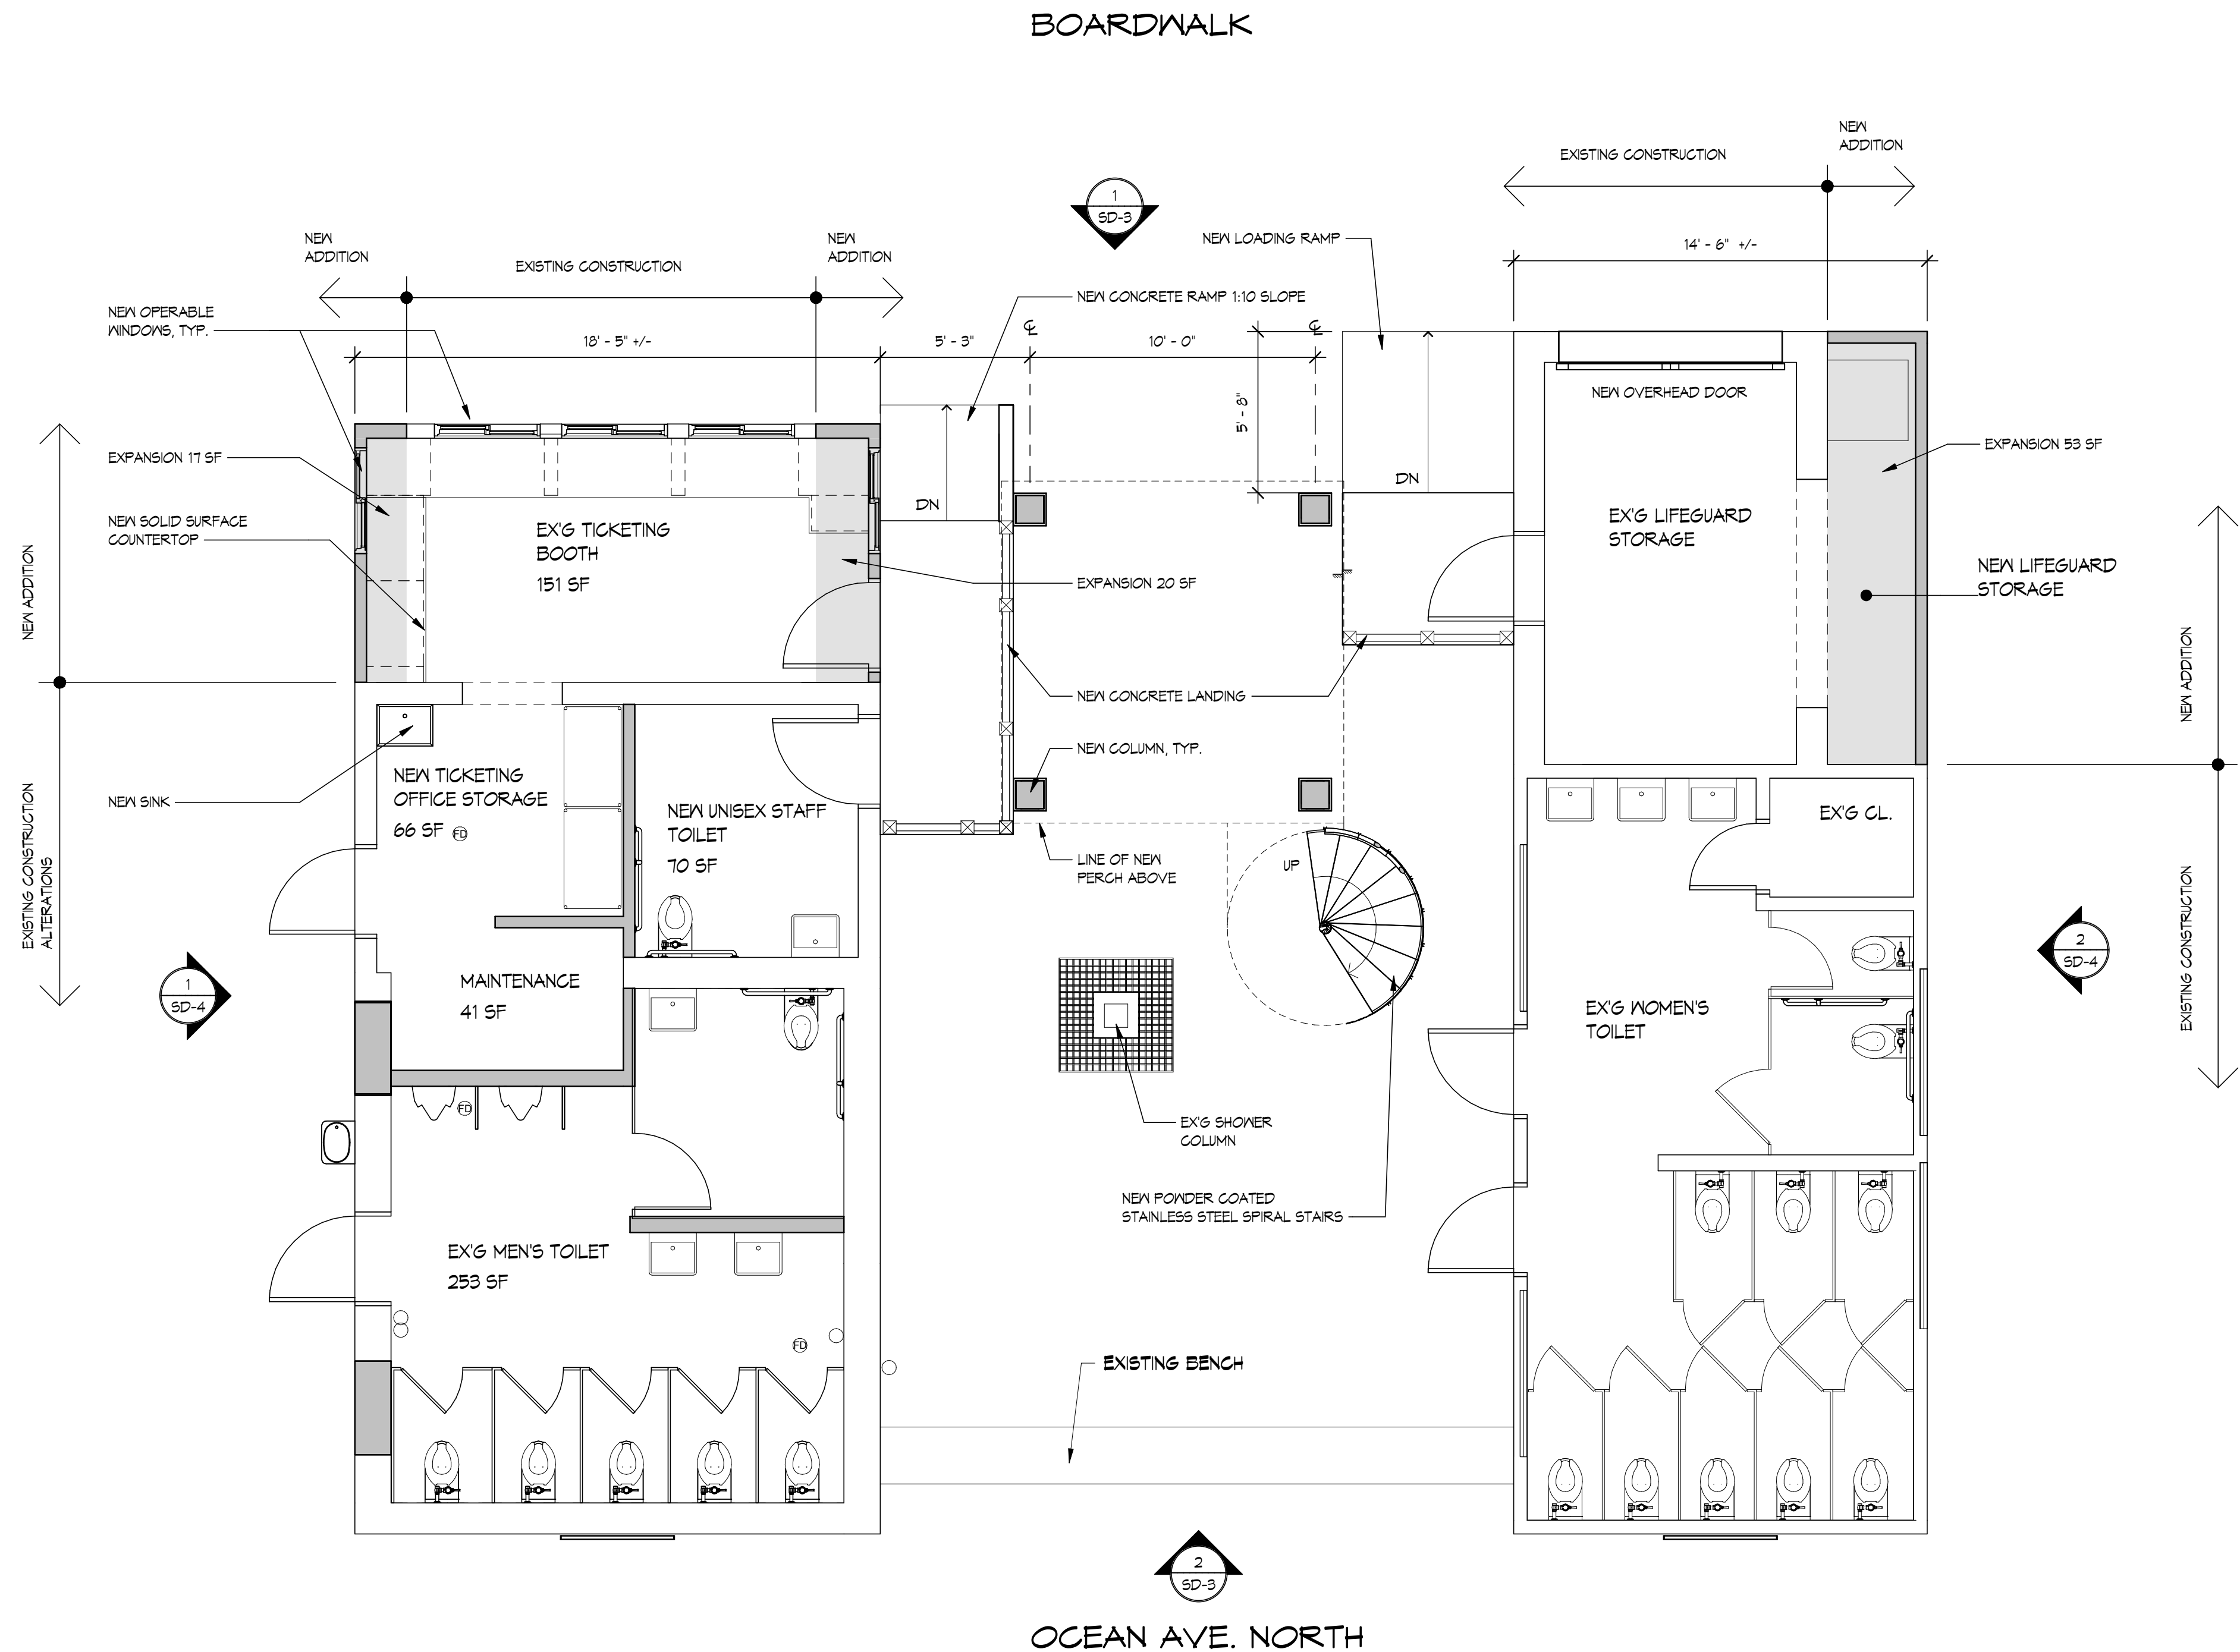 BOARDWALK
NEW
ADDITION
EXISTING CONSTRUCTION
1
SD-3
NEW
ADDITION
EXISTING CONSTRUCTION
NEW
ADDITION
NEW LOADING RAMP
14' - 6" +/-
NEW OPERABLE
WINDOWS, TYP.
NEW CONCRETE RAMP 1:10 SLOPE
18' - 5" +/-
5' - 3"
10' - 0"
5' - 8"
NEW OVERHEAD DOOR
EXPANSION 17 SF
EXPANSION 53 SF
DN
DN
NEW SOLID SURFACE
COUNTERTOP
EX'G TICKETING
BOOTH
151 SF
EX'G LIFEGUARD
STORAGE
NEW LIFEGUARD
STORAGE
EXPANSION 20 SF
NEW ADDITION
NEW ADDITION
NEW CONCRETE LANDING
NEW COLUMN, TYP.
NEW SINK
NEW TICKETING
OFFICE STORAGE
66 SF
FD
NEW UNISEX STAFF
TOILET
70 SF
EX'G CL.
LINE OF NEW
PERCH ABOVE
UP
EXISTING CONSTRUCTION
ALTERATIONS
EXISTING CONSTRUCTION
1
SD-4
2
SD-4
MAINTENANCE
41 SF
EX'G WOMEN'S
TOILET
FD
EX'G SHOWER
COLUMN
NEW POWDER COATED
STAINLESS STEEL SPIRAL STAIRS
EX'G MEN'S TOILET
253 SF
FD
EXISTING BENCH
2
SD-3
OCEAN AVE. NORTH